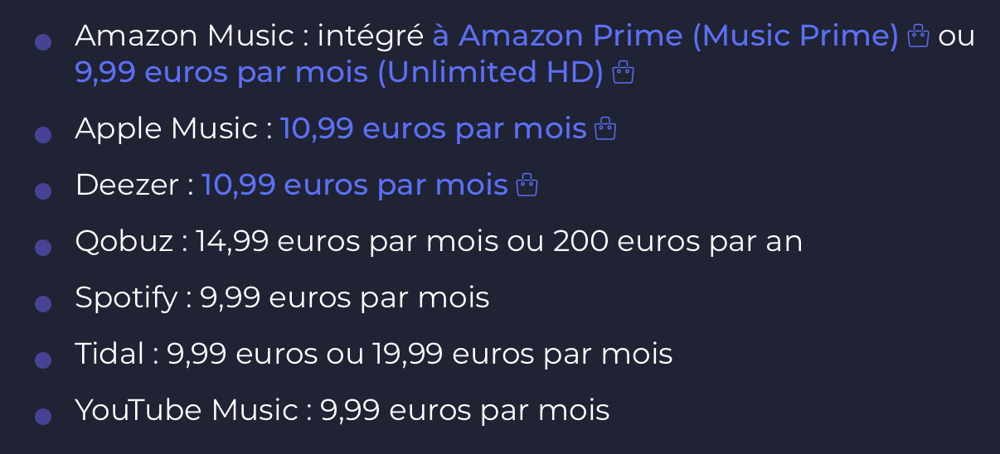 Amazon Music : intégré à Amazon Prime (Music Prime) ou
9,99 euros par mois (Unlimited HD)
Apple Music : 10,99 euros par mois
Deezer : 10,99 euros par mois
Qobuz : 14,99 euros par mois ou 200 euros par an
Spotify : 9,99 euros par mois
Tidal : 9,99 euros ou 19,99 euros par mois
YouTube Music : 9,99 euros par mois